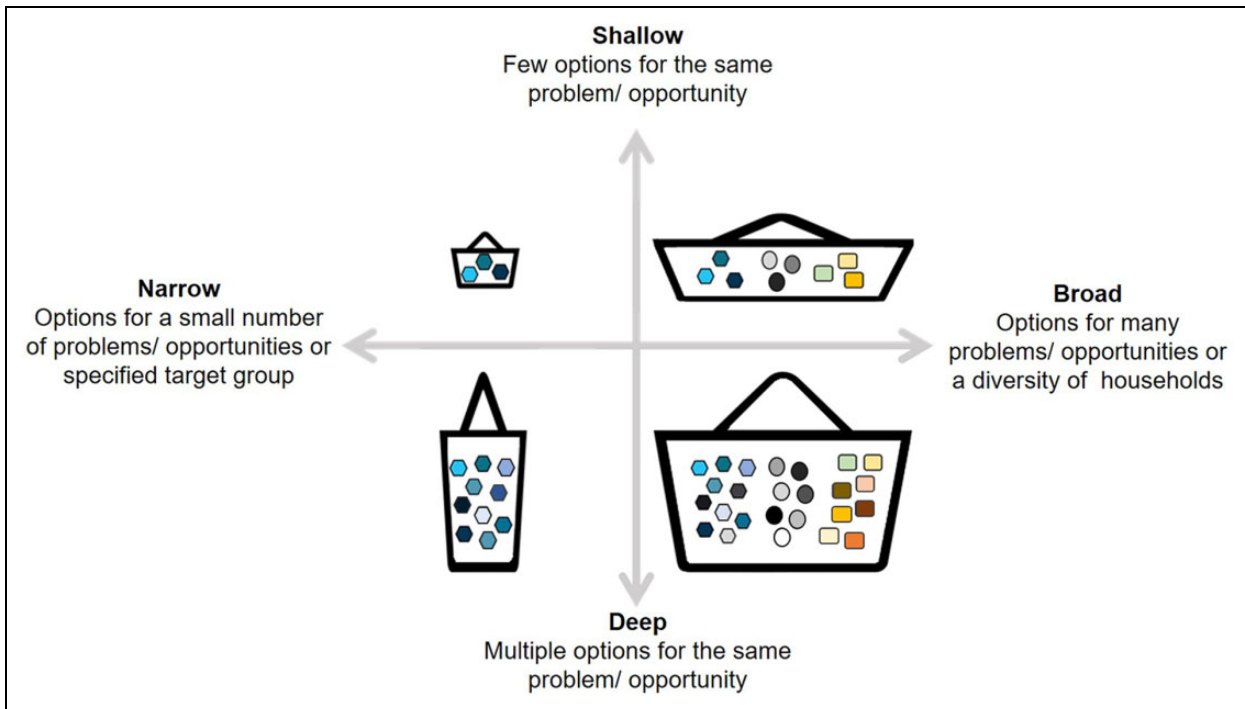 Shallow
Few options for the same
problem/ opportunity
Narrow
Options for a small number
of problems/ opportunities or
specified target group
Broad
Options for many
problems/ opportunities or
a diversity of households
Deep
Multiple options for the same
problem/ opportunity